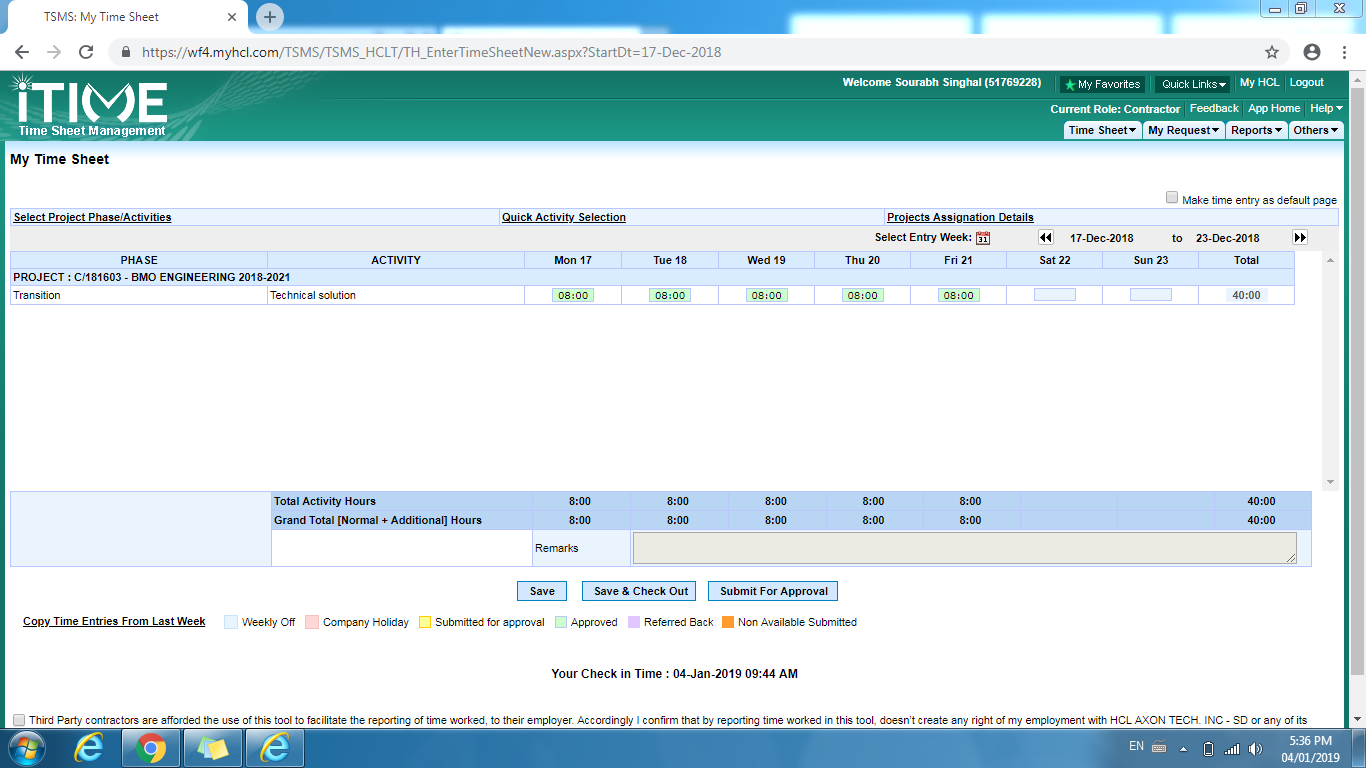 TSMS: My Time Sheet
https://wf4.myhcl.com/TSMS/TSMS_HCLT/TH_EnterTimeSheetNew.aspx?StartDt=17-Dec-2018
iTIME
Time Sheet Management
Welcome Sourabh Singhal (51769228) My Favorites Quick Links My HCL Logout
Current Role: Contractor Feedback App Home Help
Time Sheet My Request Reports Others
My Time Sheet
Make time entry as default page
Select Project Phase/Activities Quick Activity Selection Projects Assignation Details
Select Entry Week: 31 17-Dec-2018 to 23-Dec-2018
PHASE ACTIVITY Mon 17 Tue 18 Wed 19 Thu 20 Fri 21 Sat 22 Sun 23 Total
PROJECT : C/181603 - BMO ENGINEERING 2018-2021
Transition Technical solution 08:00 08:00 08:00 08:00 08:00 40:00
Total Activity Hours 8:00 8:00 8:00 8:00 8:00 40:00
Grand Total [Normal + Additional] Hours 8:00 8:00 8:00 8:00 8:00 40:00
Remarks
Save Save & Check Out Submit For Approval
Copy Time Entries From Last Week Weekly Off Company Holiday Submitted for approval Approved Referred Back Non Available Submitted
Your Check in Time : 04-Jan-2019 09:44 AM
Third Party contractors are afforded the use of this tool to facilitate the reporting of time worked, to their employer. Accordingly I confirm that by reporting time worked in this tool, doesn't create any right of my employment with HCL AXON TECH. INC - SD or any of its
EN 5:36 PM
04/01/2019